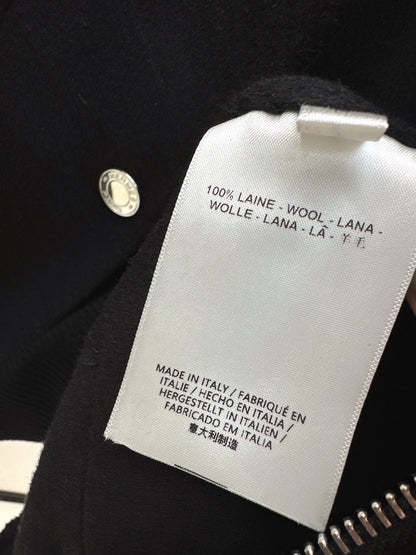 100% LAINE - WOOL - LANA -
WOLLE - LANA - LÃ - 羊毛
MADE IN ITALY / FABRIQUÉ EN
ITALIE / HECHO EN ITALIA /
HERGESTELLT IN ITALIEN /
FABRICADO EM ITALIA
意大利制造